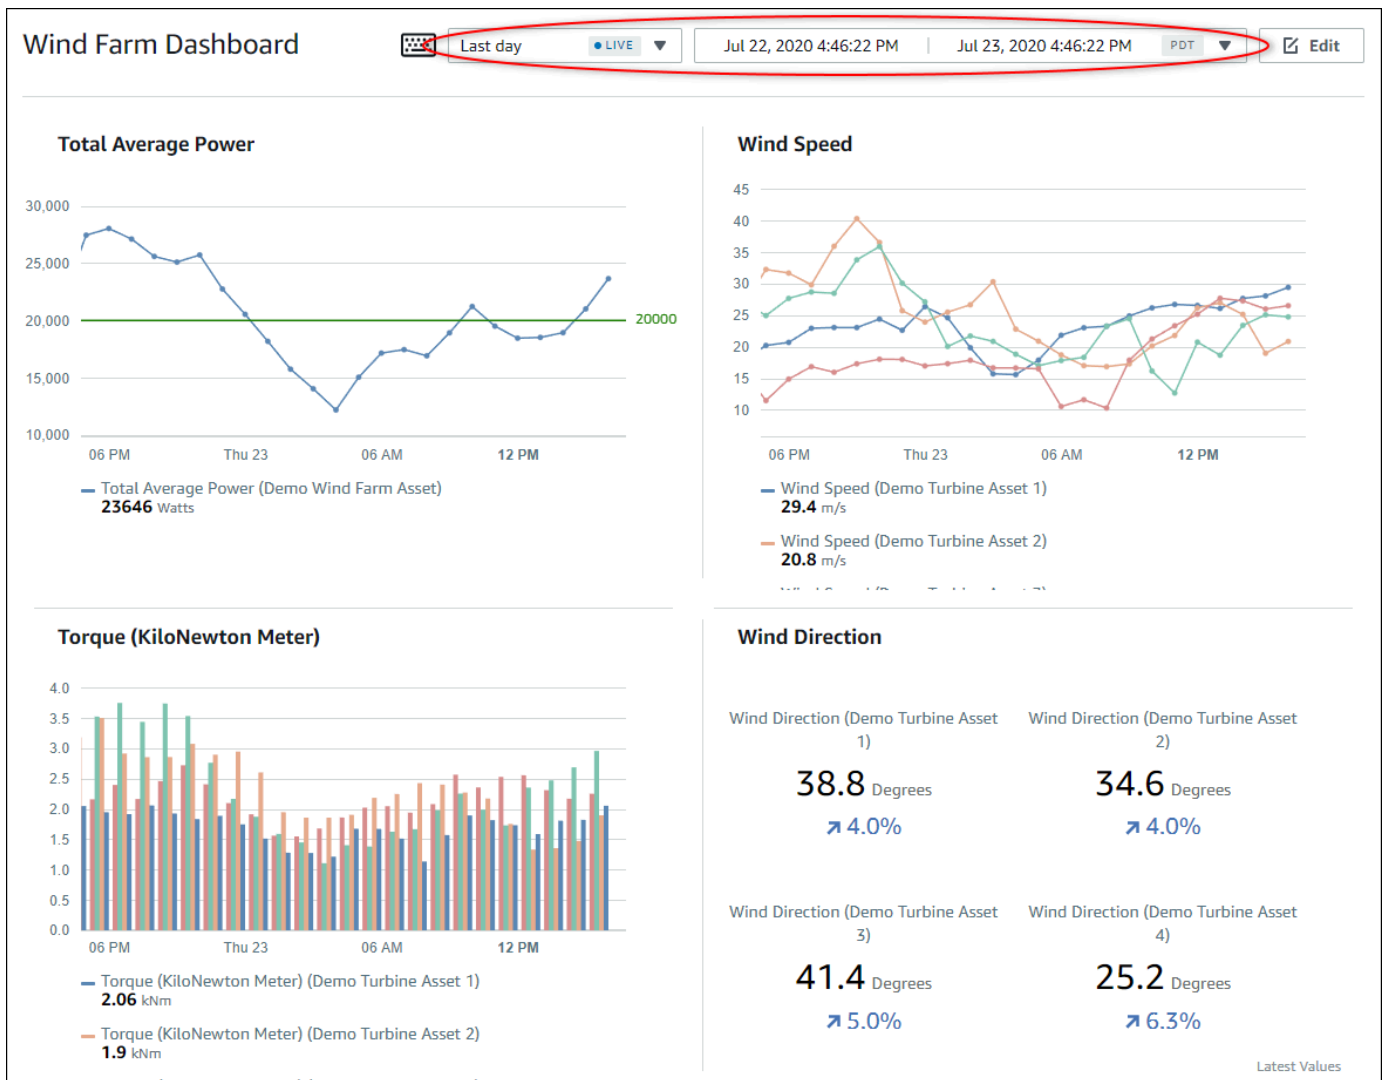 Wind Farm Dashboard
Last day
LIVE
Jul 22, 2020 4:46:22 PM
Jul 23, 2020 4:46:22 PM
PDT
Edit
Total Average Power
30,000
25,000
20,000
15,000
10,000
20000
06 PM
Thu 23
06 AM
12 PM
Total Average Power (Demo Wind Farm Asset)
23646 Watts
Wind Speed
45
40
35
30
25
20
15
10
06 PM
Thu 23
06 AM
12 PM
Wind Speed (Demo Turbine Asset 1)
29.4 m/s
Wind Speed (Demo Turbine Asset 2)
20.8 m/s
Torque (KiloNewton Meter)
4.0
3.5
3.0
2.5
2.0
1.5
1.0
0.5
0.0
06 PM
Thu 23
06 AM
12 PM
Torque (KiloNewton Meter) (Demo Turbine Asset 1)
2.06 kNm
Torque (KiloNewton Meter) (Demo Turbine Asset 2)
1.9 kNm
Wind Direction
Wind Direction (Demo Turbine Asset
1)
38.8 Degrees
4.0%
Wind Direction (Demo Turbine Asset
2)
34.6 Degrees
4.0%
Wind Direction (Demo Turbine Asset
3)
41.4 Degrees
5.0%
Wind Direction (Demo Turbine Asset
4)
25.2 Degrees
6.3%
Latest Values